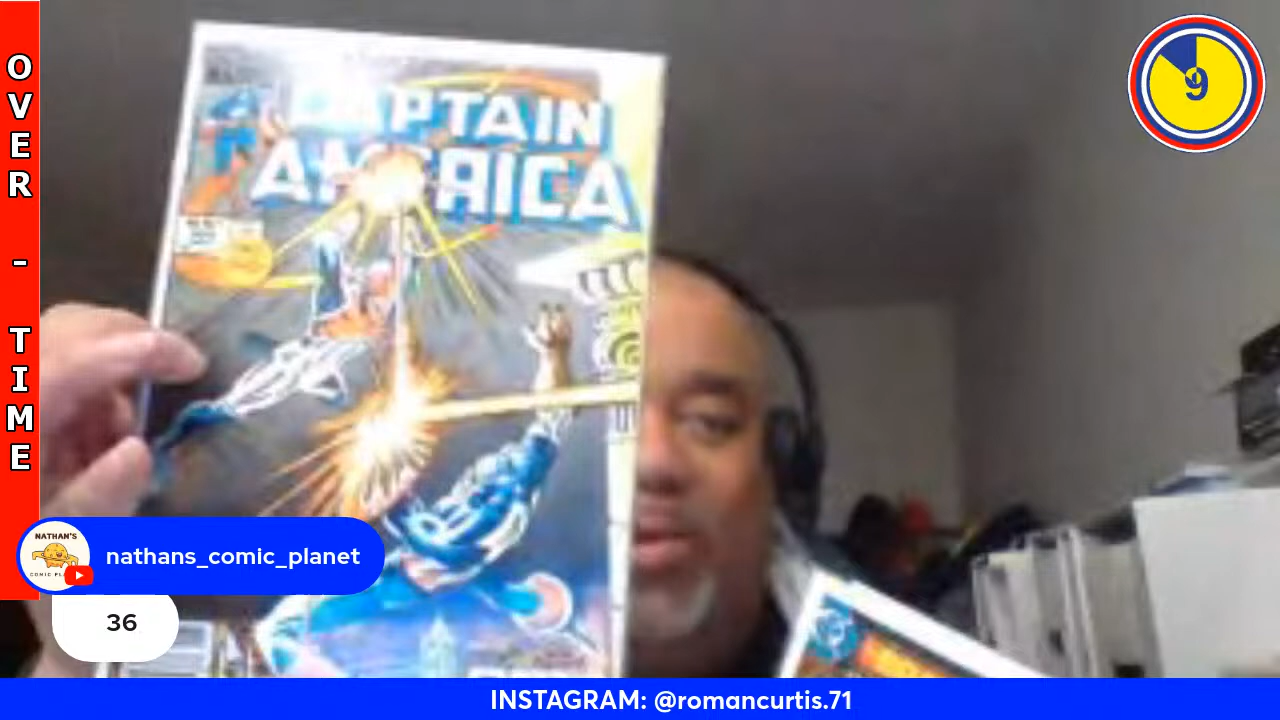 OVER - TIME
CAPTAIN
AMERICA
9
NATHAN'S
nathans_comic_planet
36
INSTAGRAM: @romancurtis.71